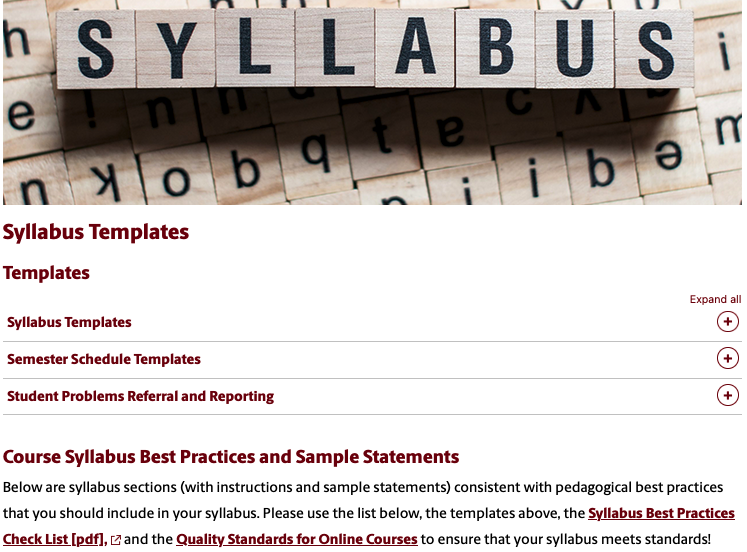 SYLLABUS
Syllabus Templates
Templates
Expand all
Syllabus Templates
Semester Schedule Templates
Student Problems Referral and Reporting
Course Syllabus Best Practices and Sample Statements
Below are syllabus sections (with instructions and sample statements) consistent with pedagogical best practices
that you should include in your syllabus. Please use the list below, the templates above, the Syllabus Best Practices
Check List [pdf], and the Quality Standards for Online Courses to ensure that your syllabus meets standards!